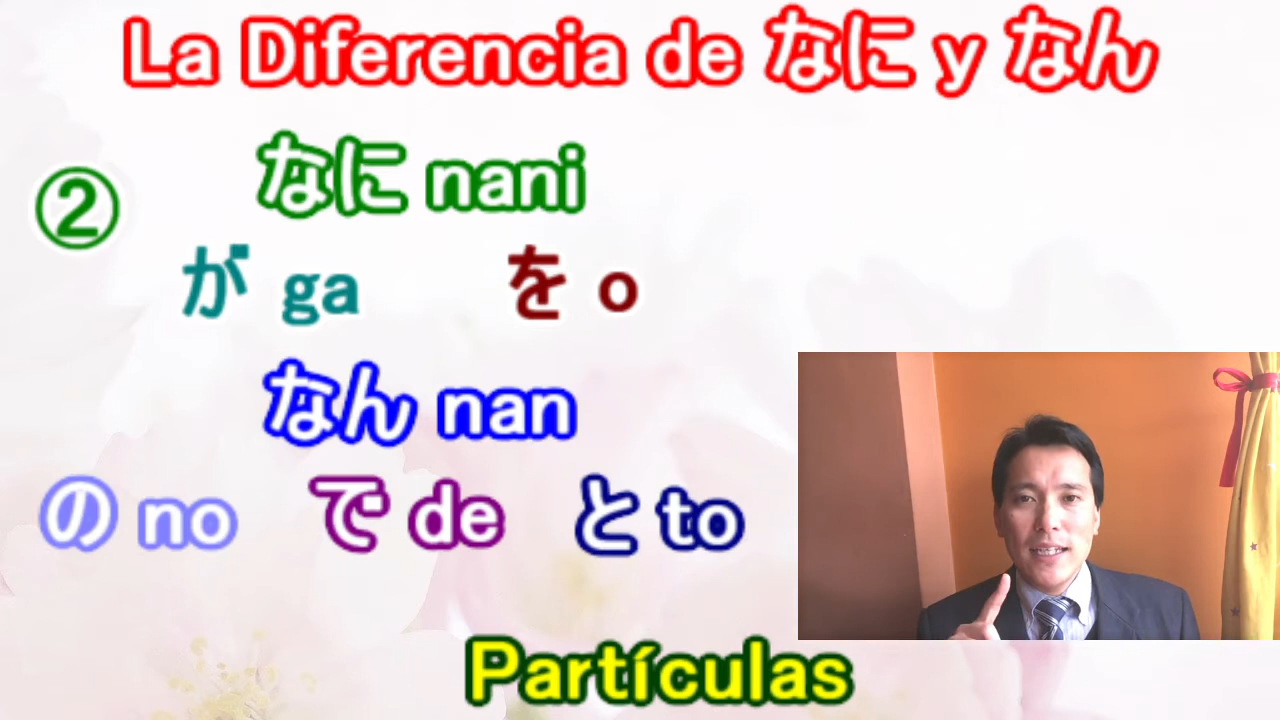 La Diferencia de なに y なん
② なに nani
が ga を o
なん nan
の no で de と to
Partículas